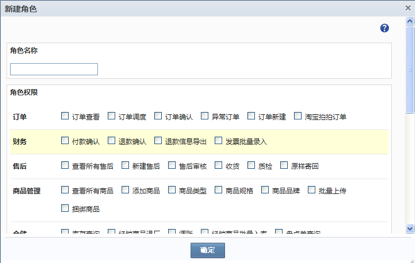 新建角色
角色名称
角色权限
订单 订单查看 订单调度 订单确认 异常订单 订单新建 淘宝拍拍订单
财务 付款确认 退款确认 退款信息导出 发票批量录入
售后 查看所有售后 新建售后 售后审核 收货 质检 原样寄回
商品管理 查看所有商品 添加商品 商品类型 商品规格 商品品牌 批量上传
捆绑商品
确定